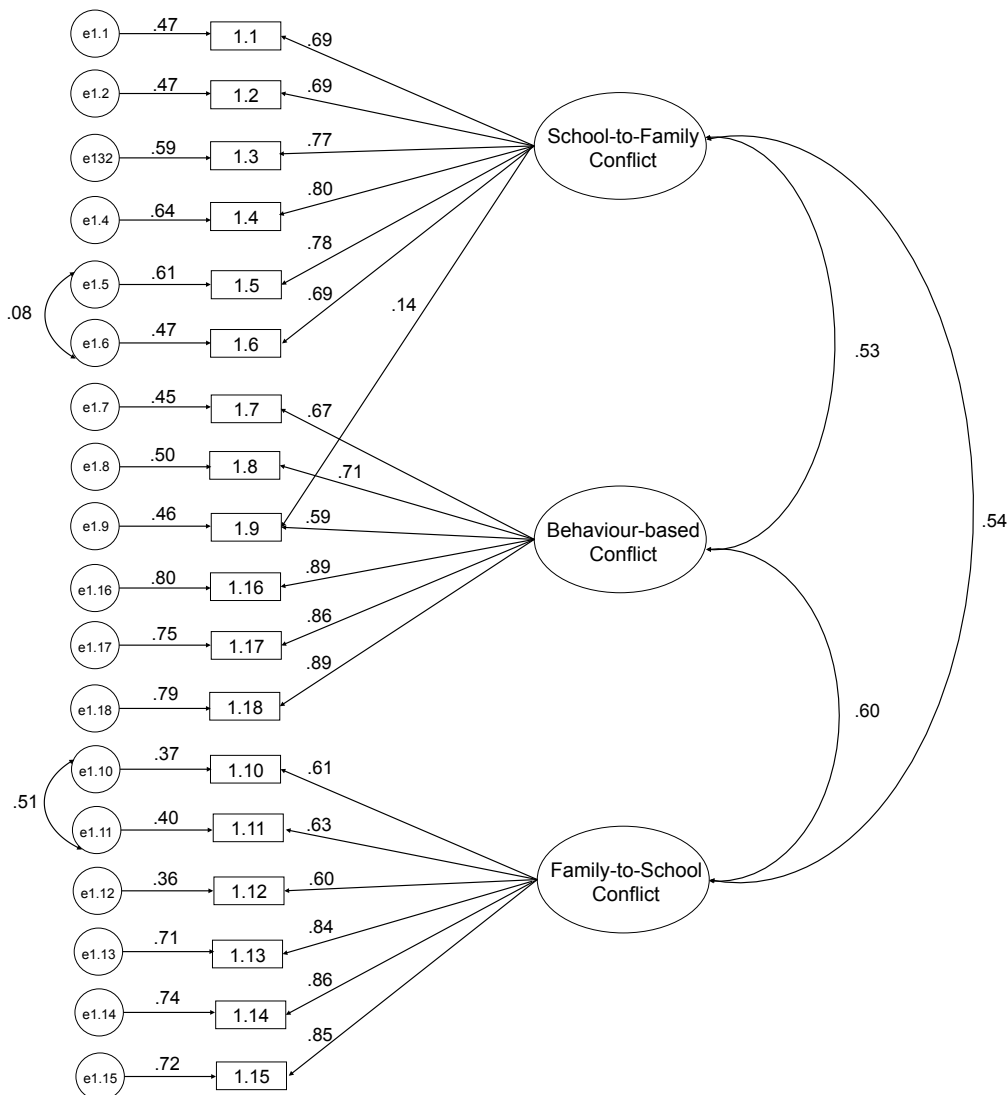 e1.1 .47 1.1 .69
e1.2 .47 1.2 .69
e132 .59 1.3 .77
School-to-Family
Conflict
e1.4 .64 1.4 .80
e1.5 .61 1.5 .78
.08
e1.6 .47 1.6 .69
.14
.53
e1.7 .45 1.7 .67
e1.8 .50 1.8 .71
e1.9 .46 1.9 .59
Behaviour-based
Conflict
.54
e1.16 .80 1.16 .89
e1.17 .75 1.17 .86
e1.18 .79 1.18 .89
.60
e1.10 .37 1.10 .61
.51
e1.11 .40 1.11 .63
e1.12 .36 1.12 .60
Family-to-School
Conflict
e1.13 .71 1.13 .84
e1.14 .74 1.14 .86
e1.15 .72 1.15 .85